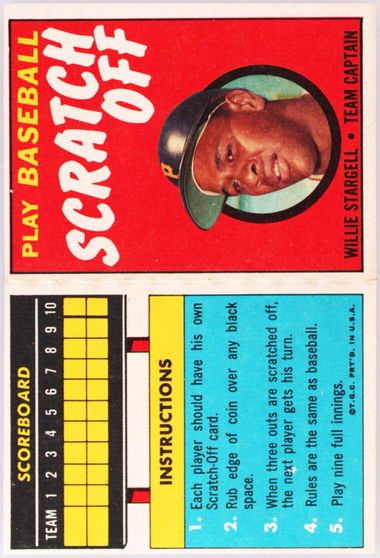 PLAY BASEBALL
SCRATCH
OFF
P
WILLIE STARGELL • TEAM CAPTAIN
SCOREBOARD
TEAM 1 2 3 4 5 6 7 8 9 10
INSTRUCTIONS
1. Each player should have his own
Scratch-Off card.
2. Rub edge of coin over any black
space.
3. When three outs are scratched off,
the next player gets his turn.
4. Rules are the same as baseball.
5. Play nine full innings.
©T.C.G. PRT'D. IN U.S.A.